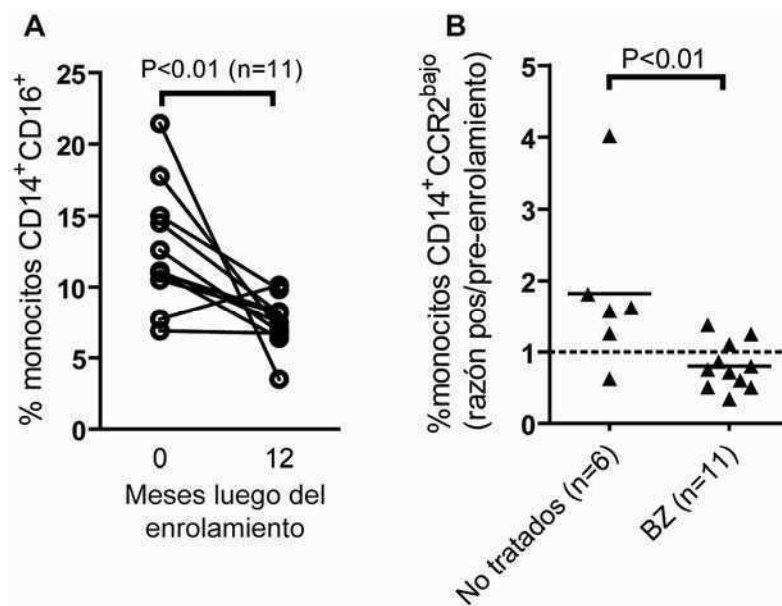 A
P<0.01 (n=11)
% monocitos CD14⁺CD16⁺
25
20
15
10
5
0
0 12
Meses luego del
enrolamiento
B
P<0.01
%monocitos CD14⁺CCR2ᵇᵃʲᵒ
(razón pos/pre-enrolamiento)
5
4
3
2
1
0
No tratados (n=6)
BZ (n=11)